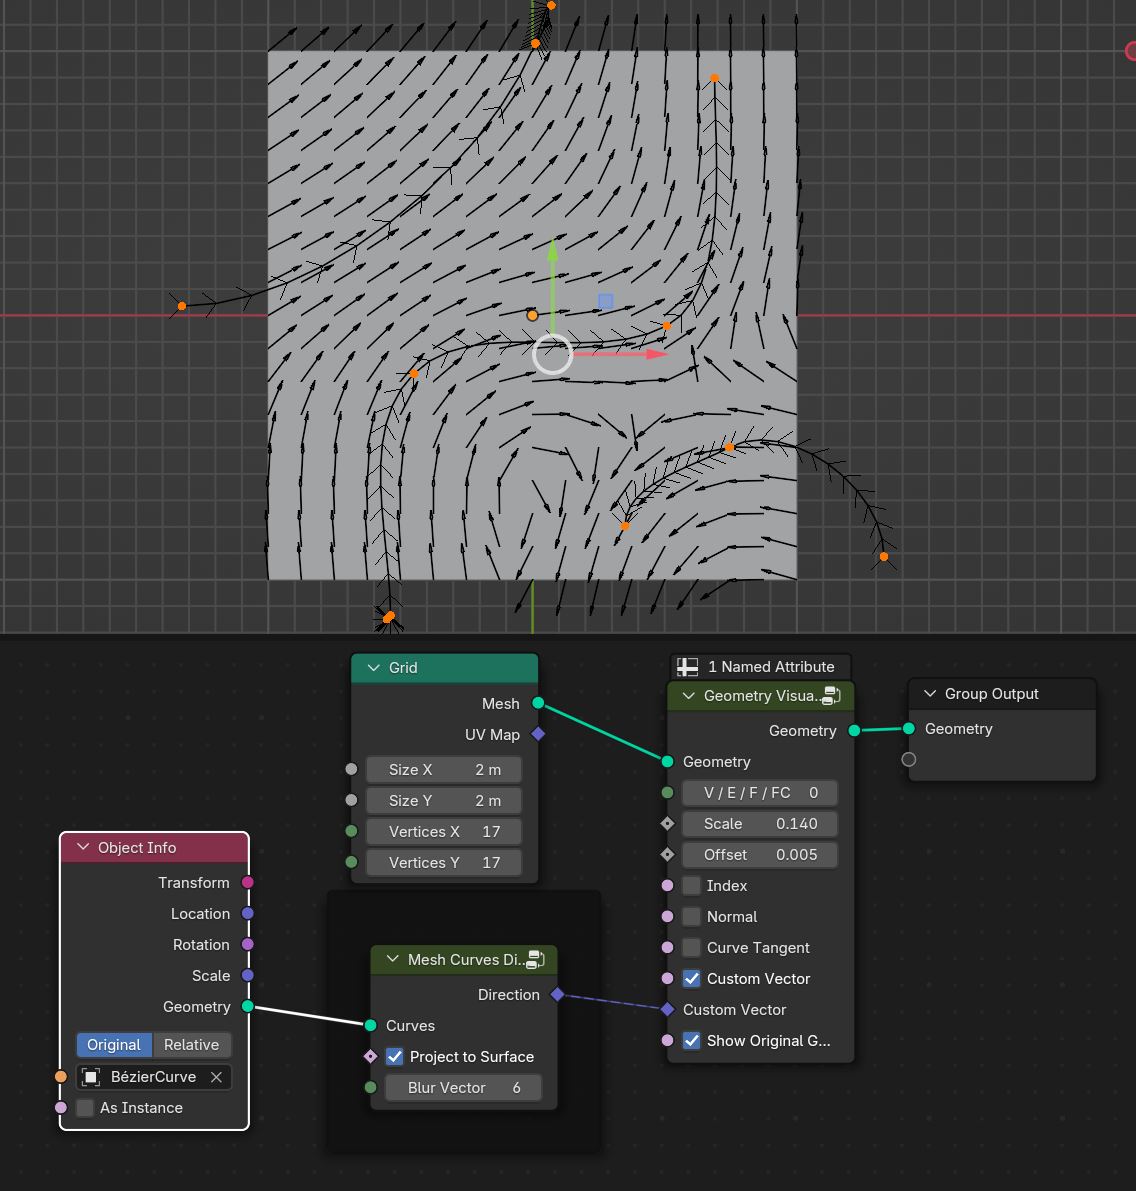 Grid
Mesh
UV Map
Size X 2 m
Size Y 2 m
Vertices X 17
Vertices Y 17
1 Named Attribute
Geometry Visua..
Geometry
Geometry
V / E / F / FC 0
Scale 0.140
Offset 0.005
Index
Normal
Curve Tangent
Custom Vector
Custom Vector
Show Original G...
Group Output
Geometry
Object Info
Transform
Location
Rotation
Scale
Geometry
Original Relative
BézierCurve
As Instance
Mesh Curves Di..
Direction
Curves
Project to Surface
Blur Vector 6